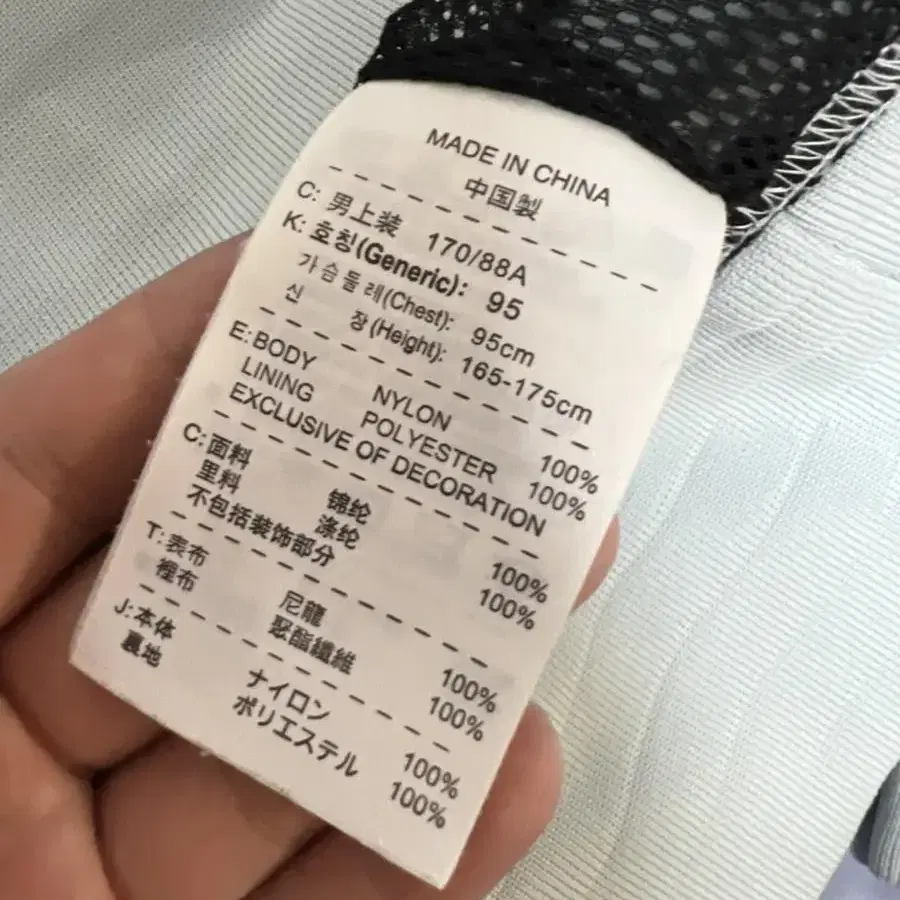 MADE IN CHINA
中国製
C: 男上装 170/88A
K: 호칭(Generic): 95
가슴둘레(Chest): 95cm
신 장(Height): 165-175cm
E: BODY NYLON 100%
LINING POLYESTER 100%
EXCLUSIVE OF DECORATION
C: 面料 锦纶 100%
里料 涤纶 100%
不包括装饰部分
T: 表布 尼龍 100%
裡布 聚酯纖維 100%
J: 本体 ナイロン 100%
裏地 ポリエステル 100%